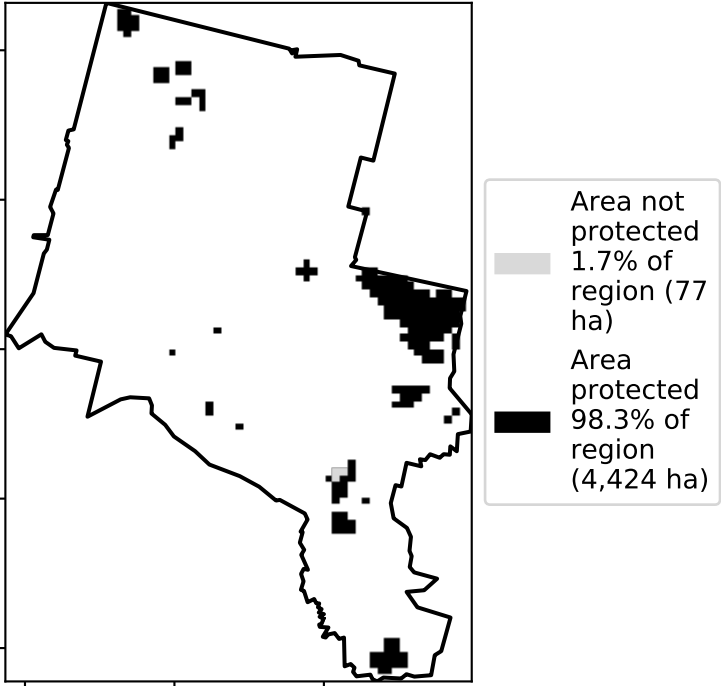 Area not
protected
1.7% of
region (77
ha)
Area
protected
98.3% of
region
(4,424 ha)